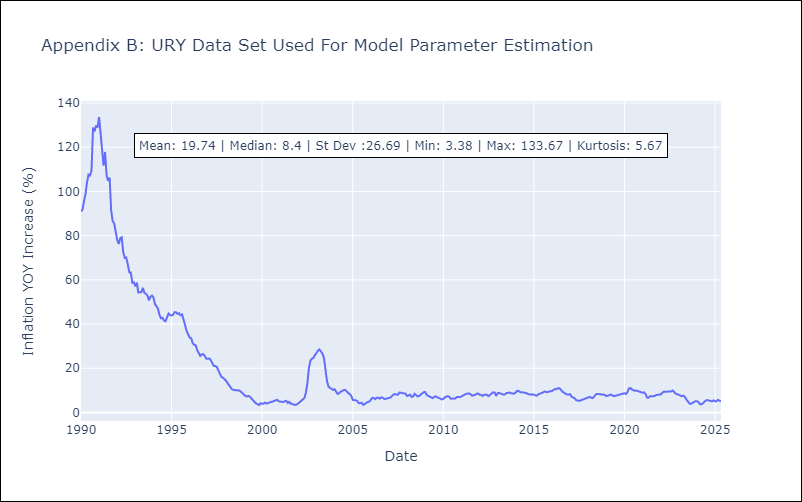 Appendix B: URY Data Set Used For Model Parameter Estimation
140
Mean: 19.74 | Median: 8.4 | St Dev :26.69 | Min: 3.38 | Max: 133.67 | Kurtosis: 5.67
120
100
80
60
40
20
0
Inflation YOY Increase (%)
1990 1995 2000 2005 2010 2015 2020 2025
Date